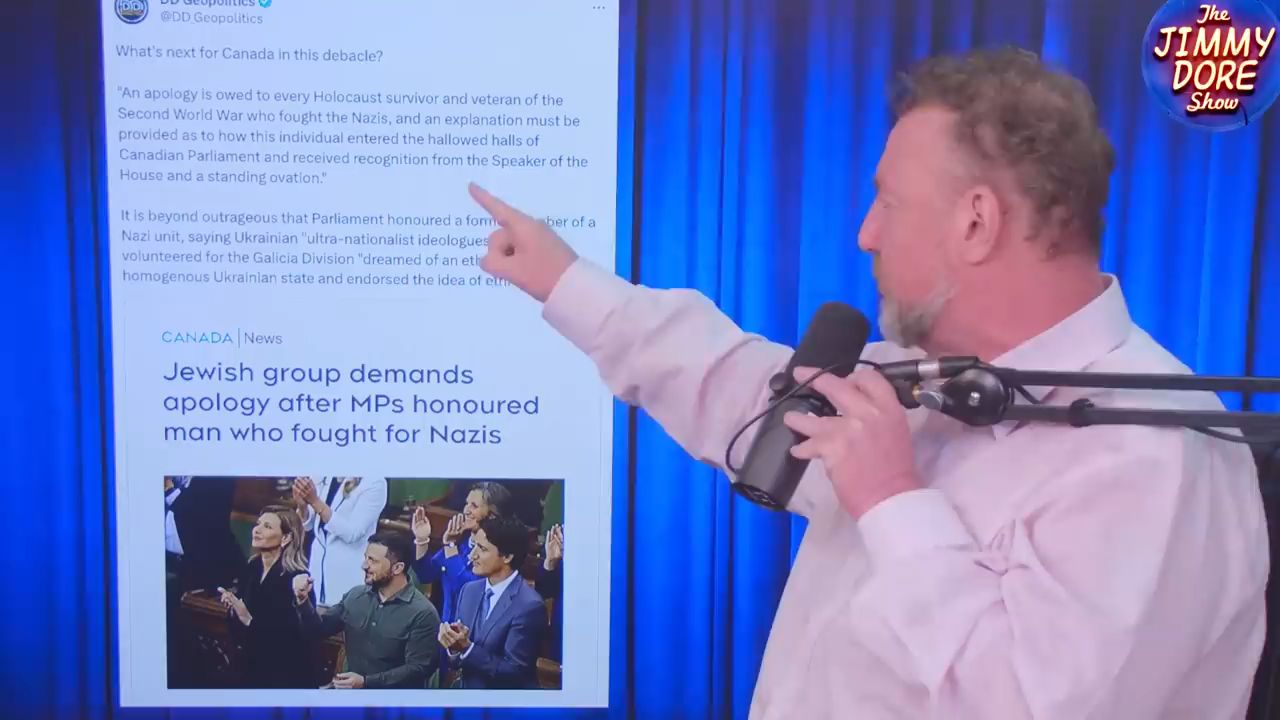 DD Geopolitics
@DD_Geopolitics
What's next for Canada in this debacle?
"An apology is owed to every Holocaust survivor and veteran of the
Second World War who fought the Nazis, and an explanation must be
provided as to how this individual entered the hallowed halls of
Canadian Parliament and received recognition from the Speaker of the
House and a standing ovation."
It is beyond outrageous that Parliament honoured a of a
Nazi unit, saying Ukrainian "ultra-nationalist ideologues
volunteered for the Galicia Division "dreamed of an
homogenous Ukrainian state and endorsed the idea of
CANADA | News
Jewish group demands
apology after MPs honoured
man who fought for Nazis
The
JIMMY
DORE
Show